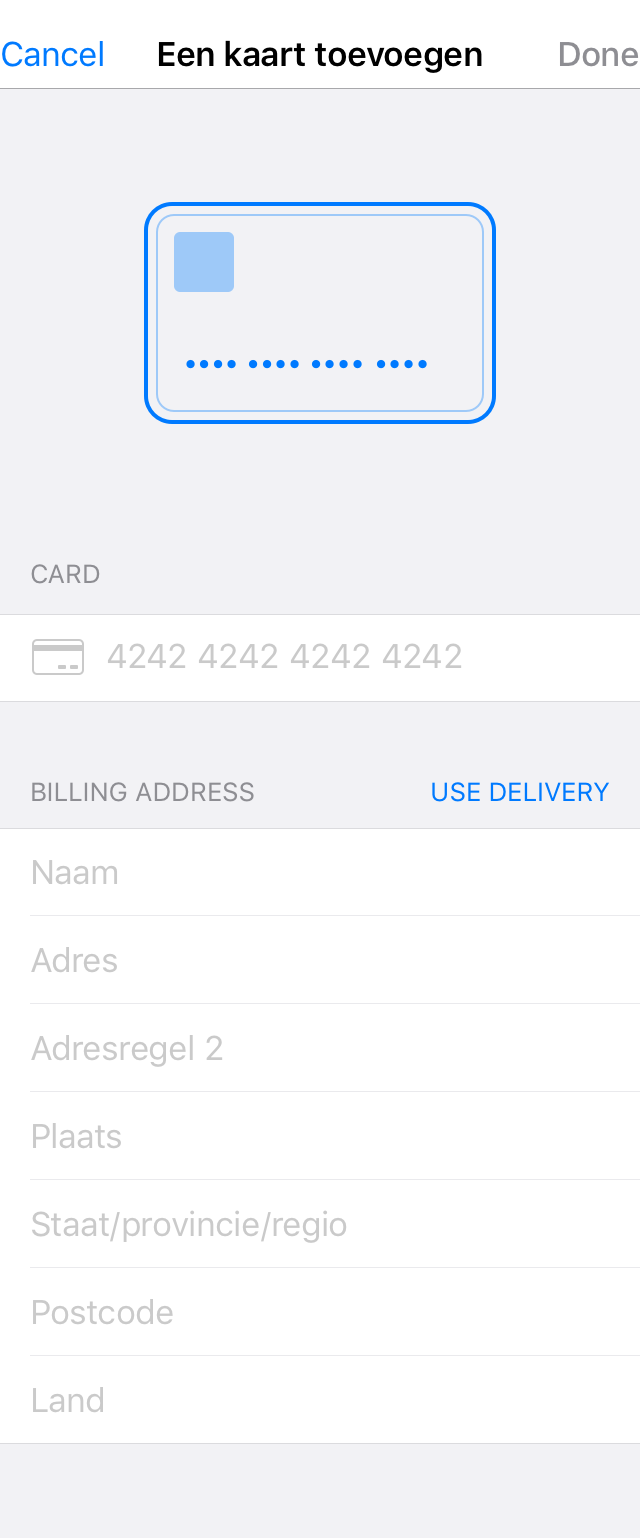 Cancel Een kaart toevoegen Done
CARD
4242 4242 4242 4242
BILLING ADDRESS USE DELIVERY
Naam
Adres
Adresregel 2
Plaats
Staat/provincie/regio
Postcode
Land